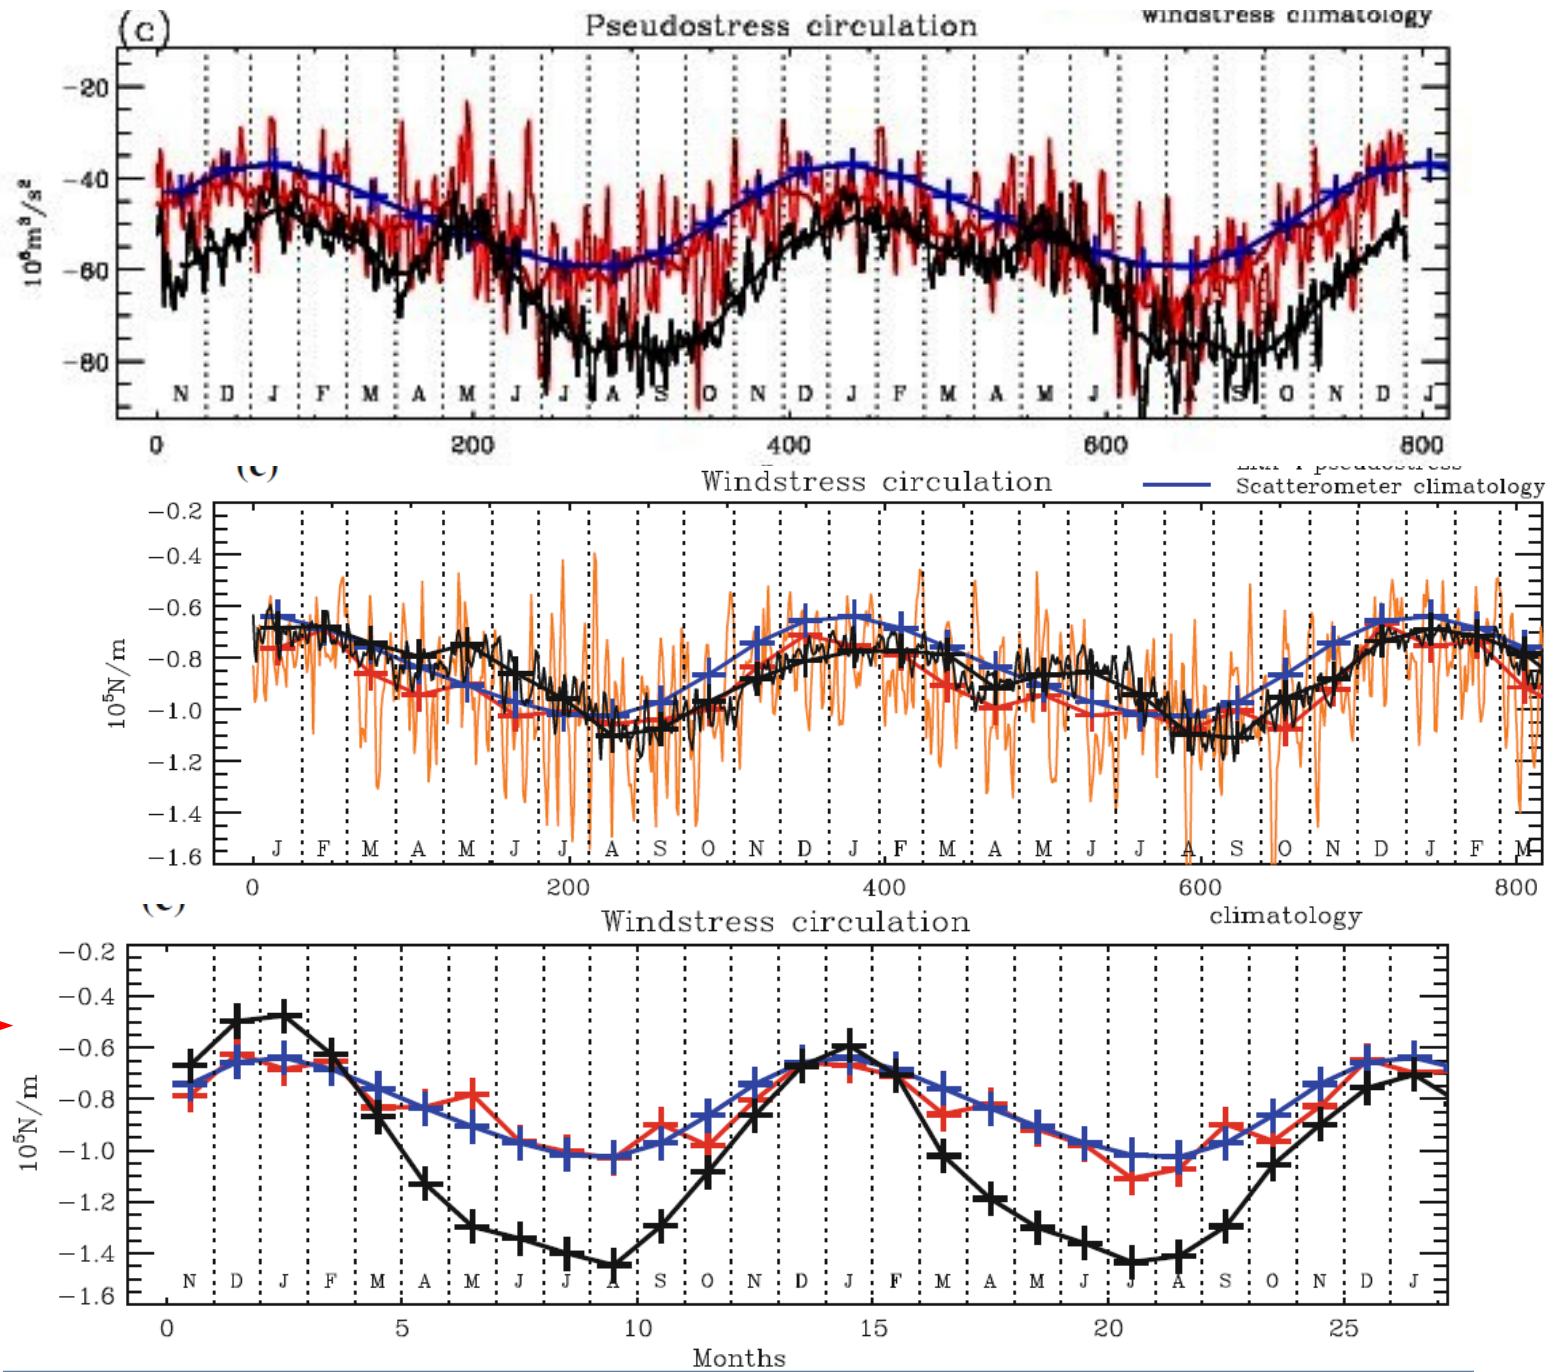 (c) Pseudostress circulation windstress climatology
10⁶m³/s²
−20
−40
−60
−80
N D J F M A M J J A S O N D J F M A M J J A S O N D J
0 200 400 600 800
(c) Windstress circulation pseudostress
Scatterometer climatology
10⁵N/m
−0.2
−0.4
−0.6
−0.8
−1.0
−1.2
−1.4
−1.6
J F M A M J J A S O N D J F M A M J J A S O N D J F M
0 200 400 600 800
(c) Windstress circulation climatology
10⁵N/m
−0.2
−0.4
−0.6
−0.8
−1.0
−1.2
−1.4
−1.6
N D J F M A M J J A S O N D J F M A M J J A S O N D J
0 5 10 15 20 25
Months